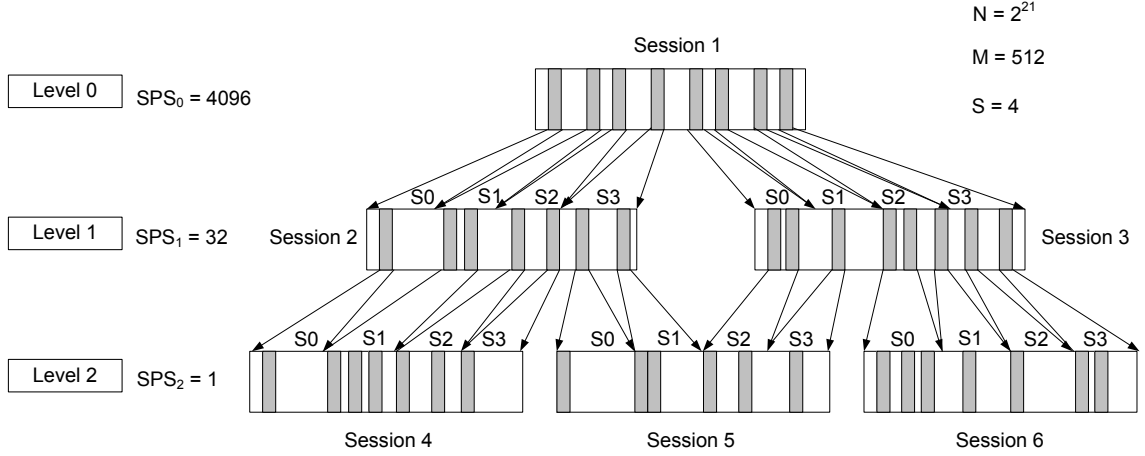 N = 2²¹
Session 1
M = 512
Level 0
SPS₀ = 4096
S = 4
S0 S1 S2 S3 S0 S1 S2 S3
Level 1
SPS₁ = 32
Session 2
Session 3
S0 S1 S2 S3 S0 S1 S2 S3 S0 S1 S2 S3
Level 2
SPS₂ = 1
Session 4
Session 5
Session 6